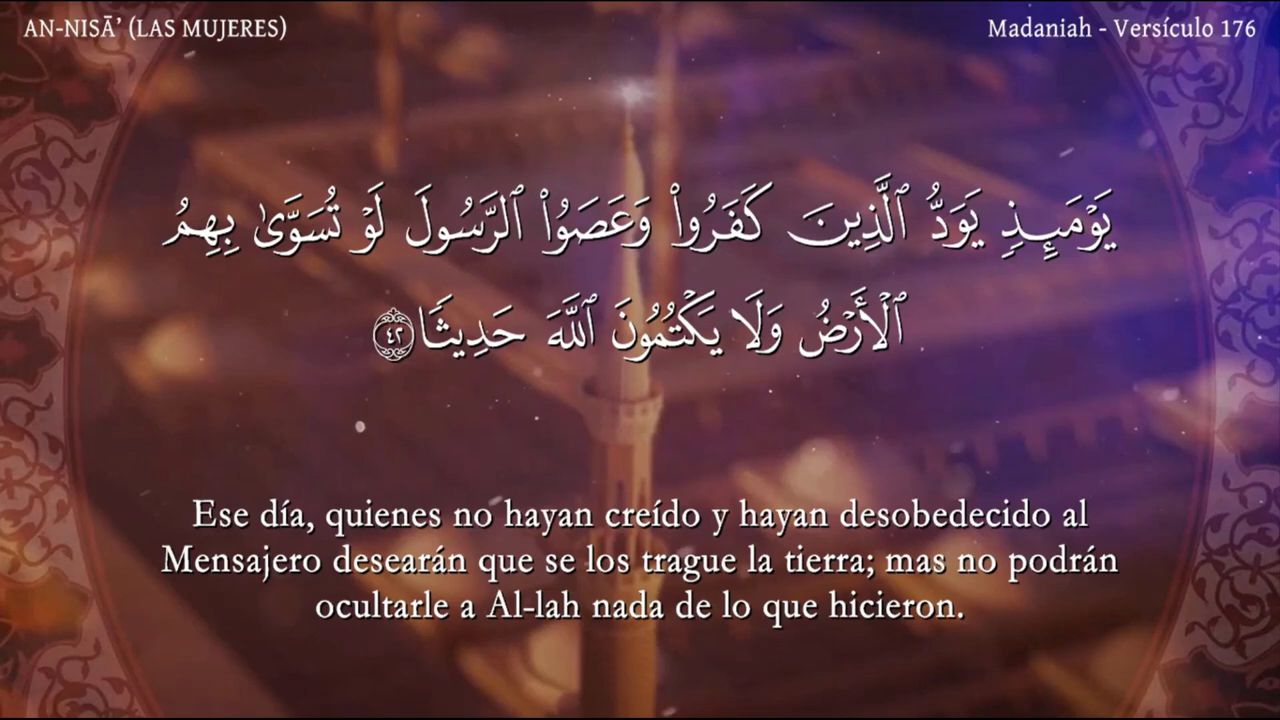 AN-NISĀ’ (LAS MUJERES)
Madaniah - Versículo 176
يَوْمَئِذٍ يَوَدُّ ٱلَّذِينَ كَفَرُوا۟ وَعَصَوُا۟ ٱلرَّسُولَ لَوْ تُسَوَّىٰ بِهِمُ
ٱلْأَرْضُ وَلَا يَكْتُمُونَ ٱللَّهَ حَدِيثًا ٤٢
Ese día, quienes no hayan creído y hayan desobedecido al
Mensajero desearán que se los trague la tierra; mas no podrán
ocultarle a Al-lah nada de lo que hicieron.